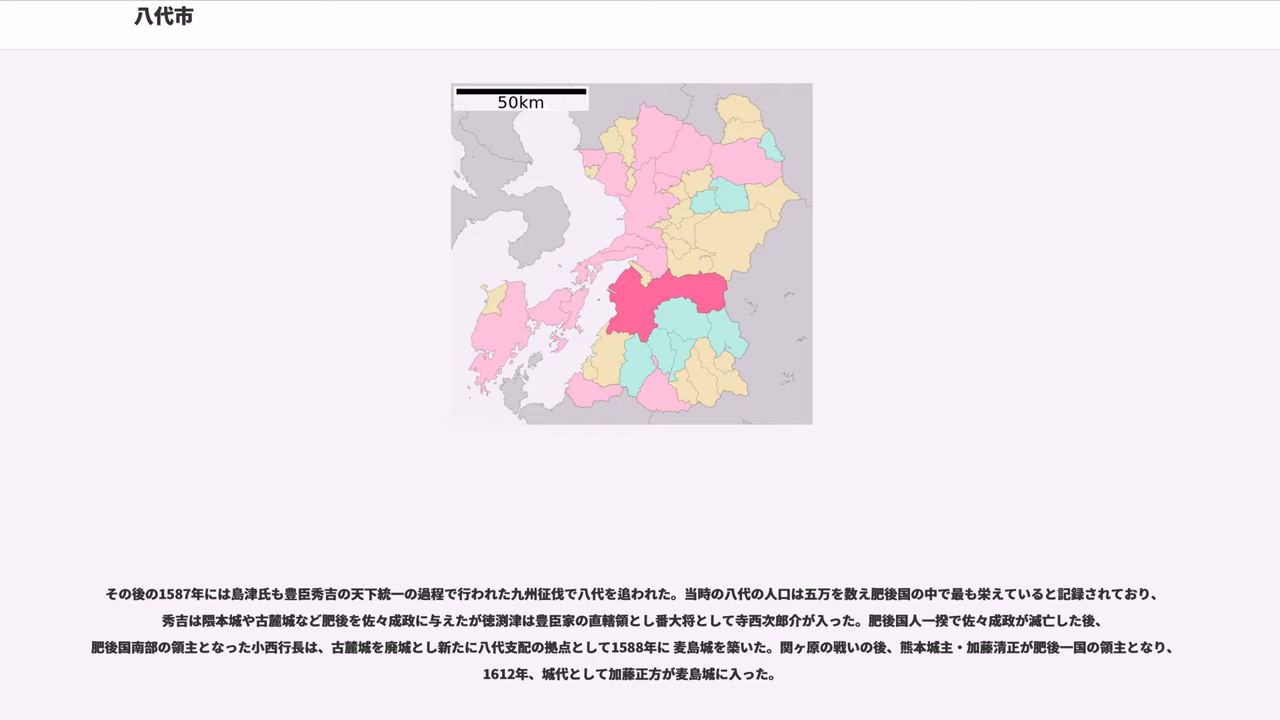 八代市
50km
その後の1587年には島津氏も豊臣秀吉の天下統一の過程で行われた九州征伐で八代を追われた。当時の八代の人口は五万を数え肥後国の中で最も栄えていると記録されており、
秀吉は隈本城や古麓城など肥後を佐々成政に与えたが徳渕津は豊臣家の直轄領とし番大将として寺西次郎介が入った。肥後国人一揆で佐々成政が滅亡した後、
肥後国南部の領主となった小西行長は、古麓城を廃城とし新たに八代支配の拠点として1588年に 麦島城を築いた。関ヶ原の戦いの後、熊本城主・加藤清正が肥後一国の領主となり、
1612年、城代として加藤正方が麦島城に入った。